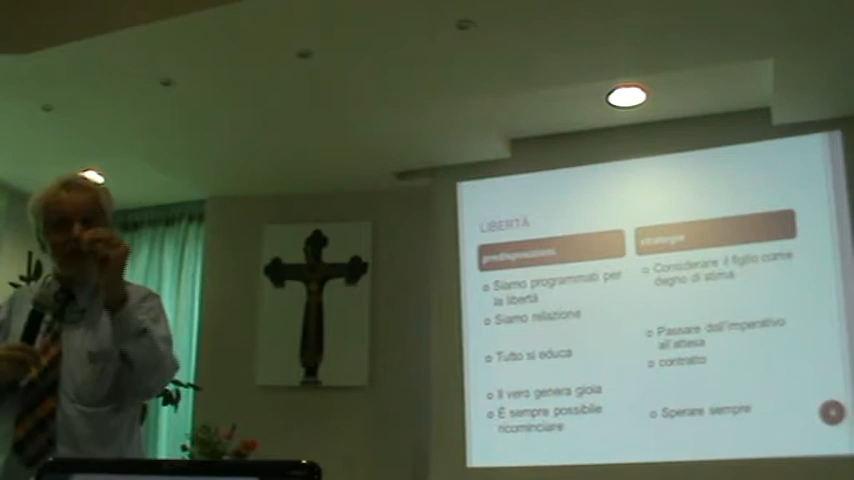 LIBERTÀ
predisposizioni
strategie
Siamo programmati per
la libertà
Siamo relazione
Tutto si educa
Il vero genera gioia
È sempre possibile
ricominciare
Considerare il figlio come
degno di stima
Passare dall'imperativo
all'attesa
contratto
Sperare sempre